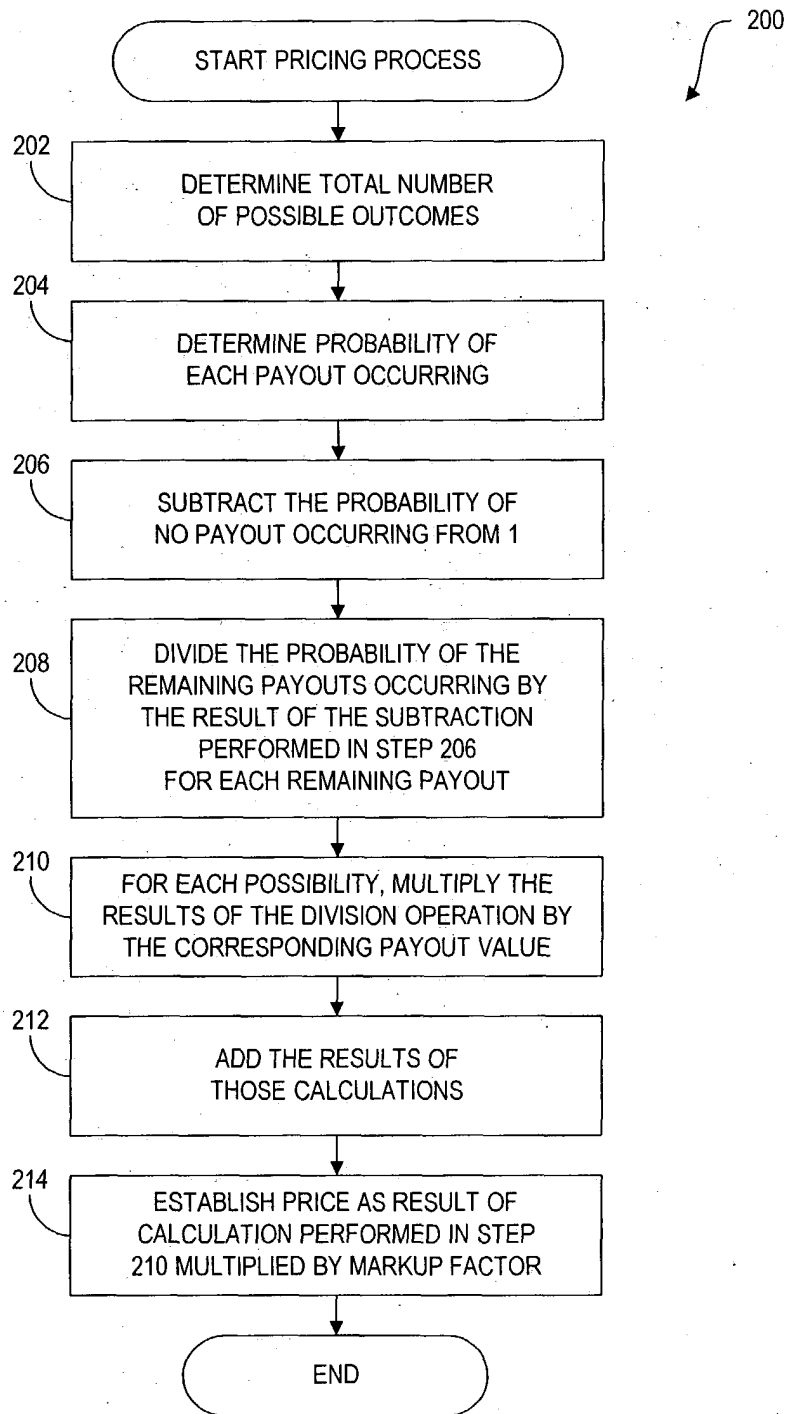 200
START PRICING PROCESS
202
DETERMINE TOTAL NUMBER
OF POSSIBLE OUTCOMES
204
DETERMINE PROBABILITY OF
EACH PAYOUT OCCURRING
206
SUBTRACT THE PROBABILITY OF
NO PAYOUT OCCURRING FROM 1
208
DIVIDE THE PROBABILITY OF THE
REMAINING PAYOUTS OCCURRING BY
THE RESULT OF THE SUBTRACTION
PERFORMED IN STEP 206
FOR EACH REMAINING PAYOUT
210
FOR EACH POSSIBILITY, MULTIPLY THE
RESULTS OF THE DIVISION OPERATION BY
THE CORRESPONDING PAYOUT VALUE
212
ADD THE RESULTS OF
THOSE CALCULATIONS
214
ESTABLISH PRICE AS RESULT OF
CALCULATION PERFORMED IN STEP
210 MULTIPLIED BY MARKUP FACTOR
END